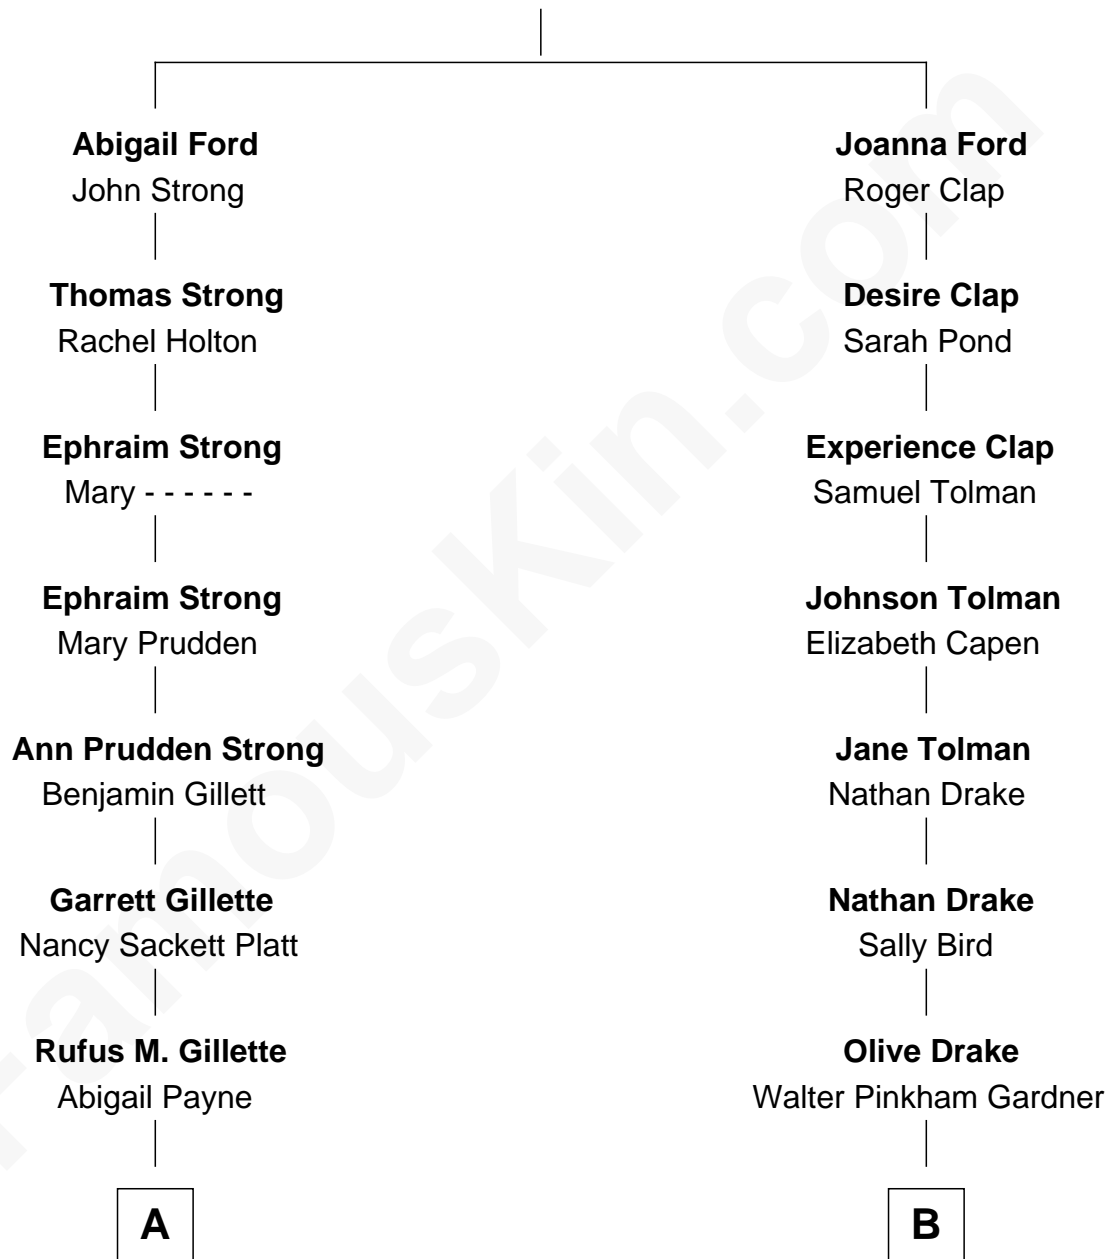 Abigail Ford
John Strong
Joanna Ford
Roger Clap
Thomas Strong
Rachel Holton
Desire Clap
Sarah Pond
Ephraim Strong
Mary - - - - - -
Experience Clap
Samuel Tolman
Ephraim Strong
Mary Prudden
Johnson Tolman
Elizabeth Capen
Ann Prudden Strong
Benjamin Gillett
Jane Tolman
Nathan Drake
Garrett Gillette
Nancy Sackett Platt
Nathan Drake
Sally Bird
Rufus M. Gillette
Abigail Payne
Olive Drake
Walter Pinkham Gardner
A
B
FamousKin.com